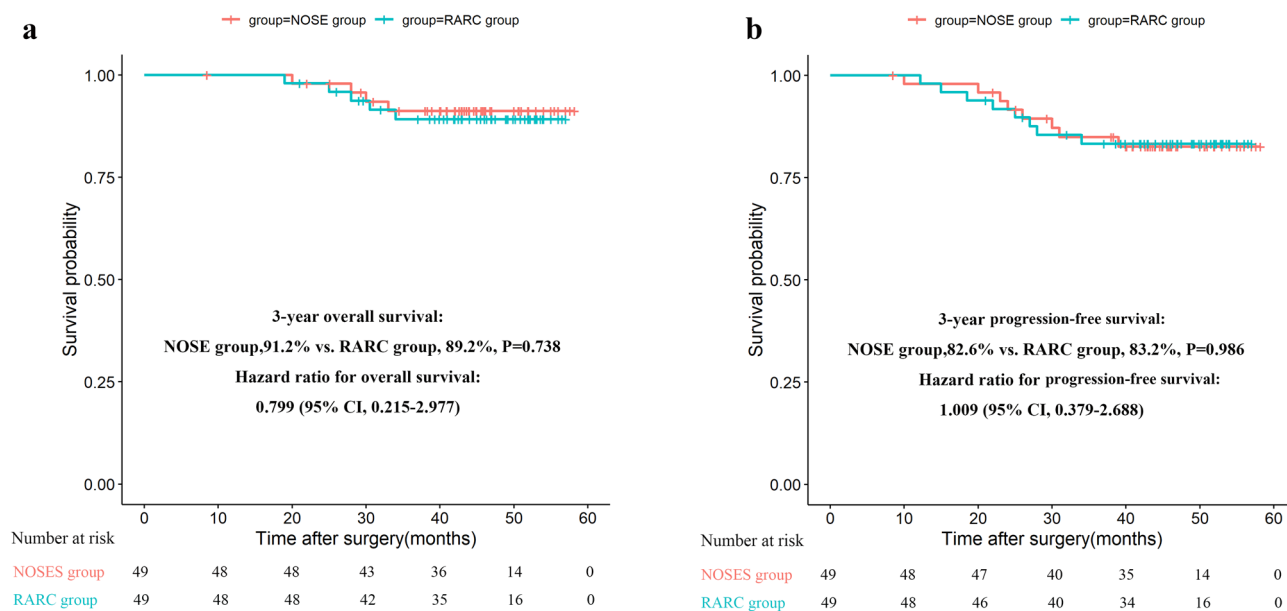 a
group=NOSE group group=RARC group
1.00
0.75
0.50
0.25
0.00
Survival probability
3-year overall survival:
NOSE group,91.2% vs. RARC group, 89.2%, P=0.738
Hazard ratio for overall survival:
0.799 (95% CI, 0.215-2.977)
0 10 20 30 40 50 60
Time after surgery(months)
Number at risk
NOSES group 49 48 48 43 36 14 0
RARC group 49 48 48 42 35 16 0
b
group=NOSE group group=RARC group
1.00
0.75
0.50
0.25
0.00
Survival probability
3-year progression-free survival:
NOSE group,82.6% vs. RARC group, 83.2%, P=0.986
Hazard ratio for progression-free survival:
1.009 (95% CI, 0.379-2.688)
0 10 20 30 40 50 60
Time after surgery(months)
Number at risk
NOSES group 49 48 47 40 35 14 0
RARC group 49 48 46 40 34 16 0